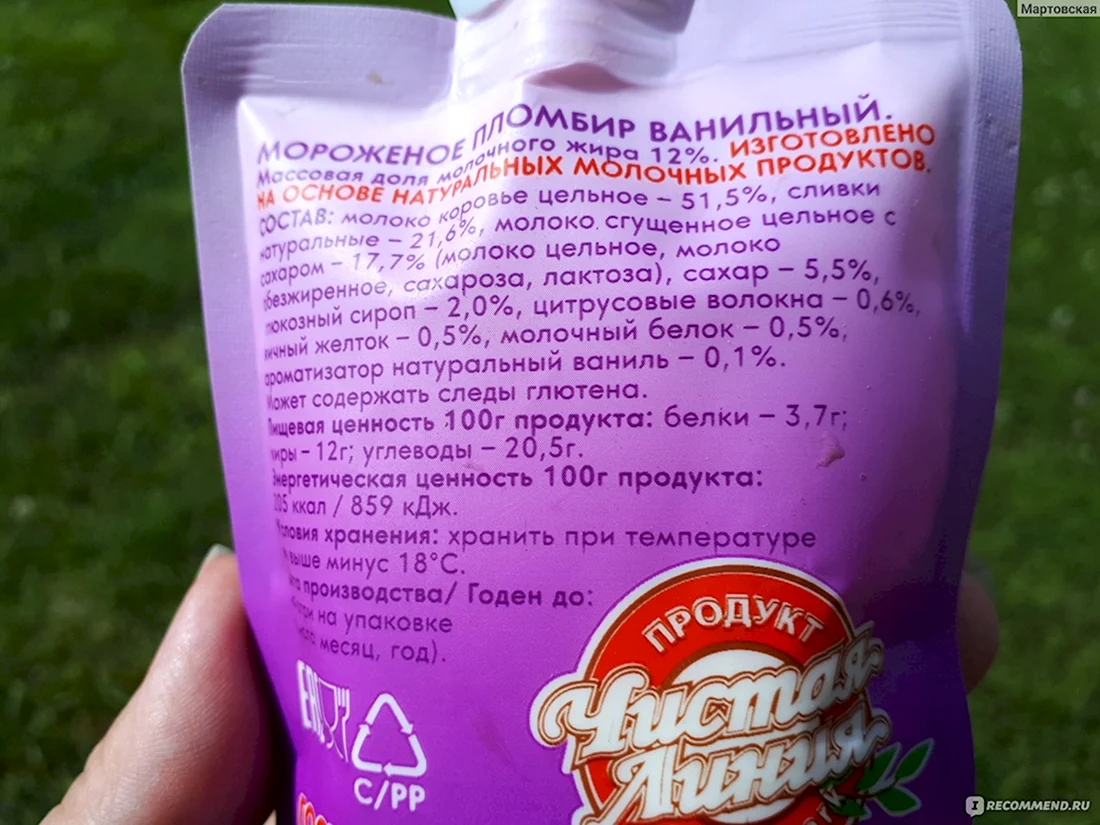 Мартовская
МОРОЖЕНОЕ ПЛОМБИР ВАНИЛЬНЫЙ.
Массовая доля молочного жира 12%. ИЗГОТОВЛЕНО
НА ОСНОВЕ НАТУРАЛЬНЫХ МОЛОЧНЫХ ПРОДУКТОВ.
СОСТАВ: молоко коровье цельное – 51,5%, сливки
натуральные – 21,6%, молоко сгущенное цельное с
сахаром – 17,7% (молоко цельное, молоко
обезжиренное, сахароза, лактоза), сахар – 5,5%,
глюкозный сироп – 2,0%, цитрусовые волокна – 0,6%,
яичный желток – 0,5%, молочный белок – 0,5%,
ароматизатор натуральный ваниль – 0,1%.
Может содержать следы глютена.
Пищевая ценность 100г продукта: белки – 3,7г;
жиры – 12г; углеводы – 20,5г.
Энергетическая ценность 100г продукта:
205 ккал / 859 кДж.
Условия хранения: хранить при температуре
выше минус 18°С.
производства/ Годен до:
на упаковке
месяц, год).
EAC
C/PP
ПРОДУКТ
Чистая
Линия
IRECOMMEND.RU